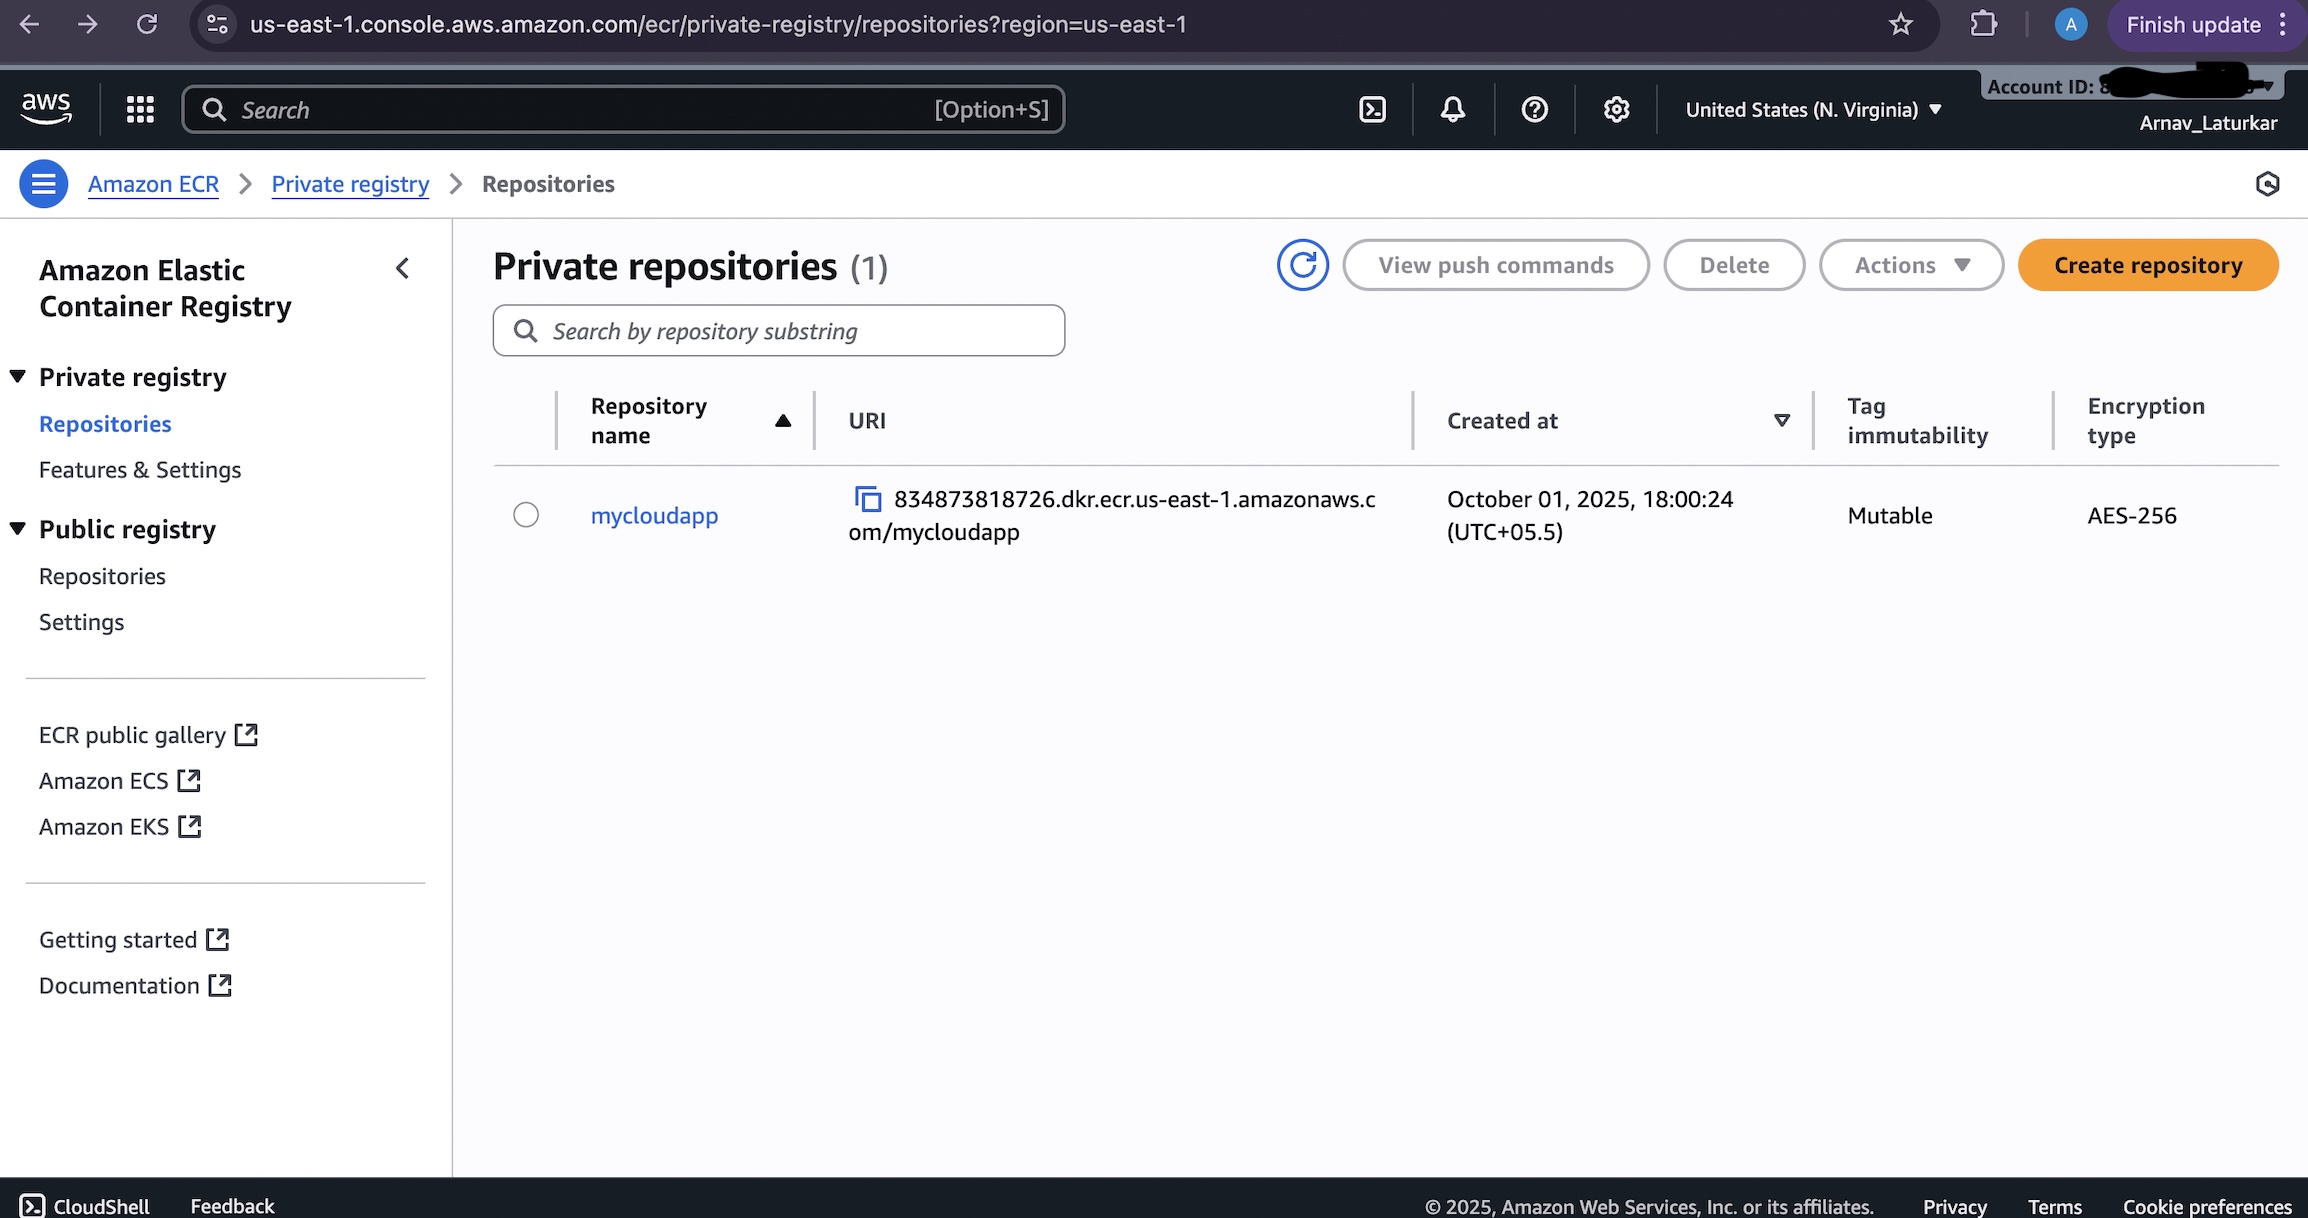 us-east-1.console.aws.amazon.com/ecr/private-registry/repositories?region=us-east-1
A
Finish update
aws
Search
[Option+S]
United States (N. Virginia)
Account ID:
Arnav_Laturkar
Amazon ECR
Private registry
Repositories
Amazon Elastic
Container Registry
Private registry
Repositories
Features & Settings
Public registry
Repositories
Settings
ECR public gallery
Amazon ECS
Amazon EKS
Getting started
Documentation
Private repositories (1)
View push commands
Delete
Actions
Create repository
Search by repository substring
Repository
name
URI
Created at
Tag
immutability
Encryption
type
mycloudapp
834873818726.dkr.ecr.us-east-1.amazonaws.c
om/mycloudapp
October 01, 2025, 18:00:24
(UTC+05.5)
Mutable
AES-256
CloudShell
Feedback
© 2025, Amazon Web Services, Inc. or its affiliates.
Privacy
Terms
Cookie preferences